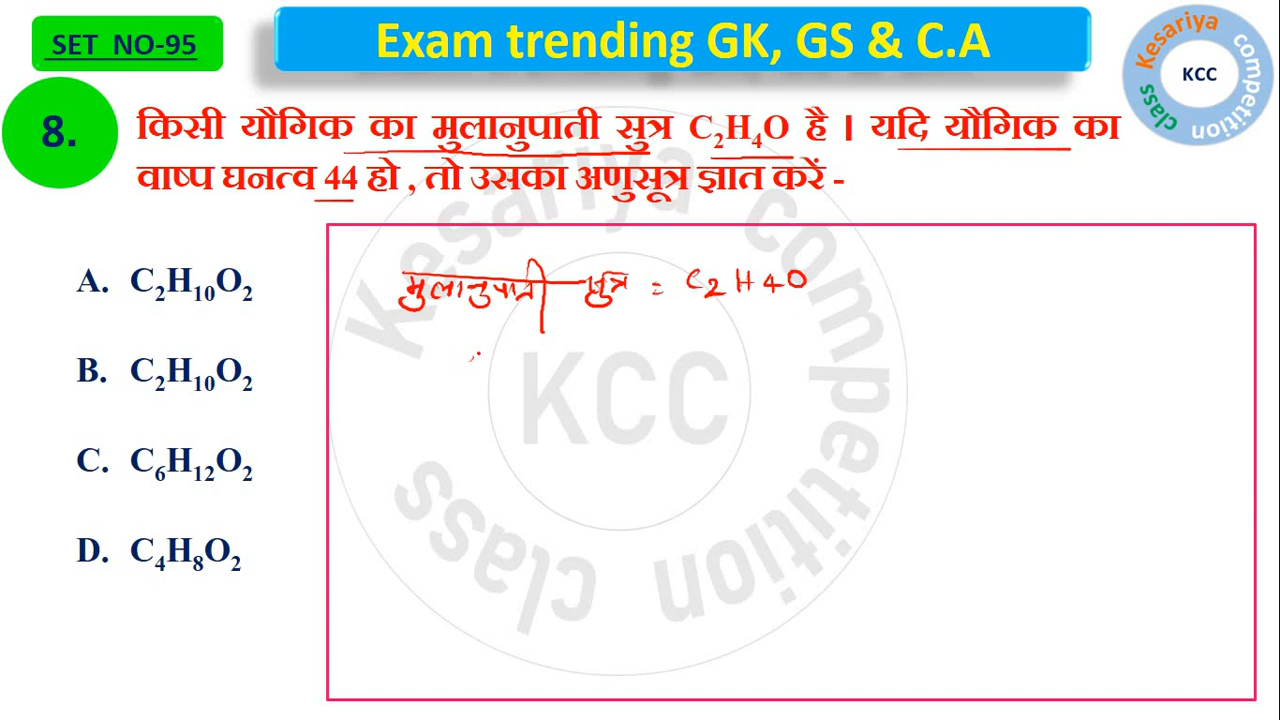 SET NO-95
Exam trending GK, GS & C.A
Kesariya competition class
KCC
8.
किसी यौगिक का मुलानुपाती सुत्र C₂H₄O है । यदि यौगिक का
वाष्प घनत्व 44 हो , तो उसका अणुसूत्र ज्ञात करें -
A. C₂H₁₀O₂
B. C₂H₁₀O₂
C. C₆H₁₂O₂
D. C₄H₈O₂
मुलानुपाती सुत्र = C2H4O
Kesariya competition class
KCC